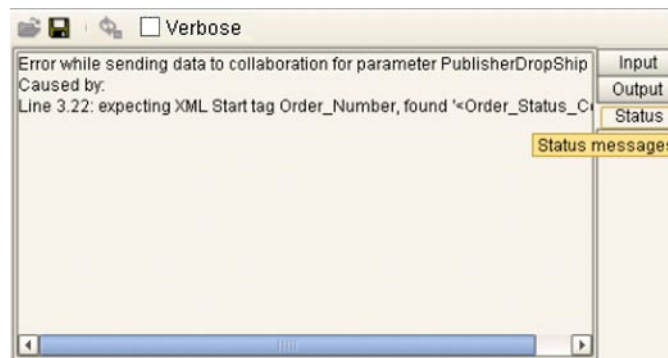 Verbose
Error while sending data to collaboration for parameter PublisherDropShip
Caused by:
Line 3.22: expecting XML Start tag Order_Number, found '<Order_Status_C
Input
Output
Status
Status messages